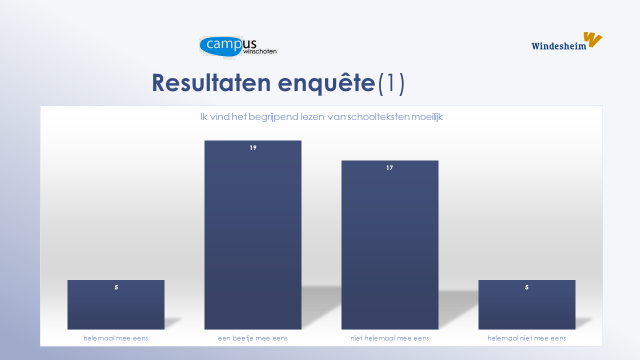 campus
winschoten
Windesheim
Resultaten enquête(1)
Ik vind het begrijpend lezen van schoolteksten moeilijk
5
19
17
5
helemaal mee eens
een beetje mee eens
niet helemaal mee eens
helemaal niet mee eens